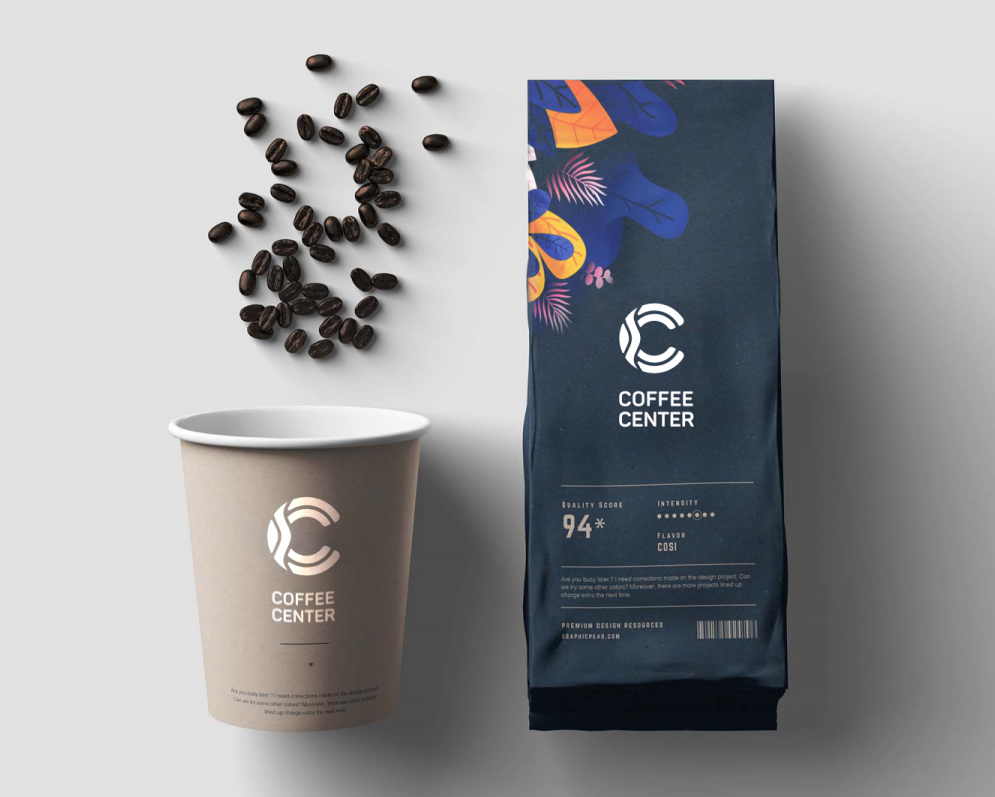 COFFEE
CENTER
Quality Score
94*
INTENSITY
FLAVOR
COSI
Are you busy later ? I need corrections made on the design project. Can
we try some other colors? Moreover, there are more projects lined up
charge extra the next time.
PREMIUM DESIGN RESOURCES
GRAPHICPEAR.COM
COFFEE
CENTER
Are you busy later ? I need corrections made on the design project.
Can we try some other colors? Moreover, there are more projects
lined up charge extra the next time.